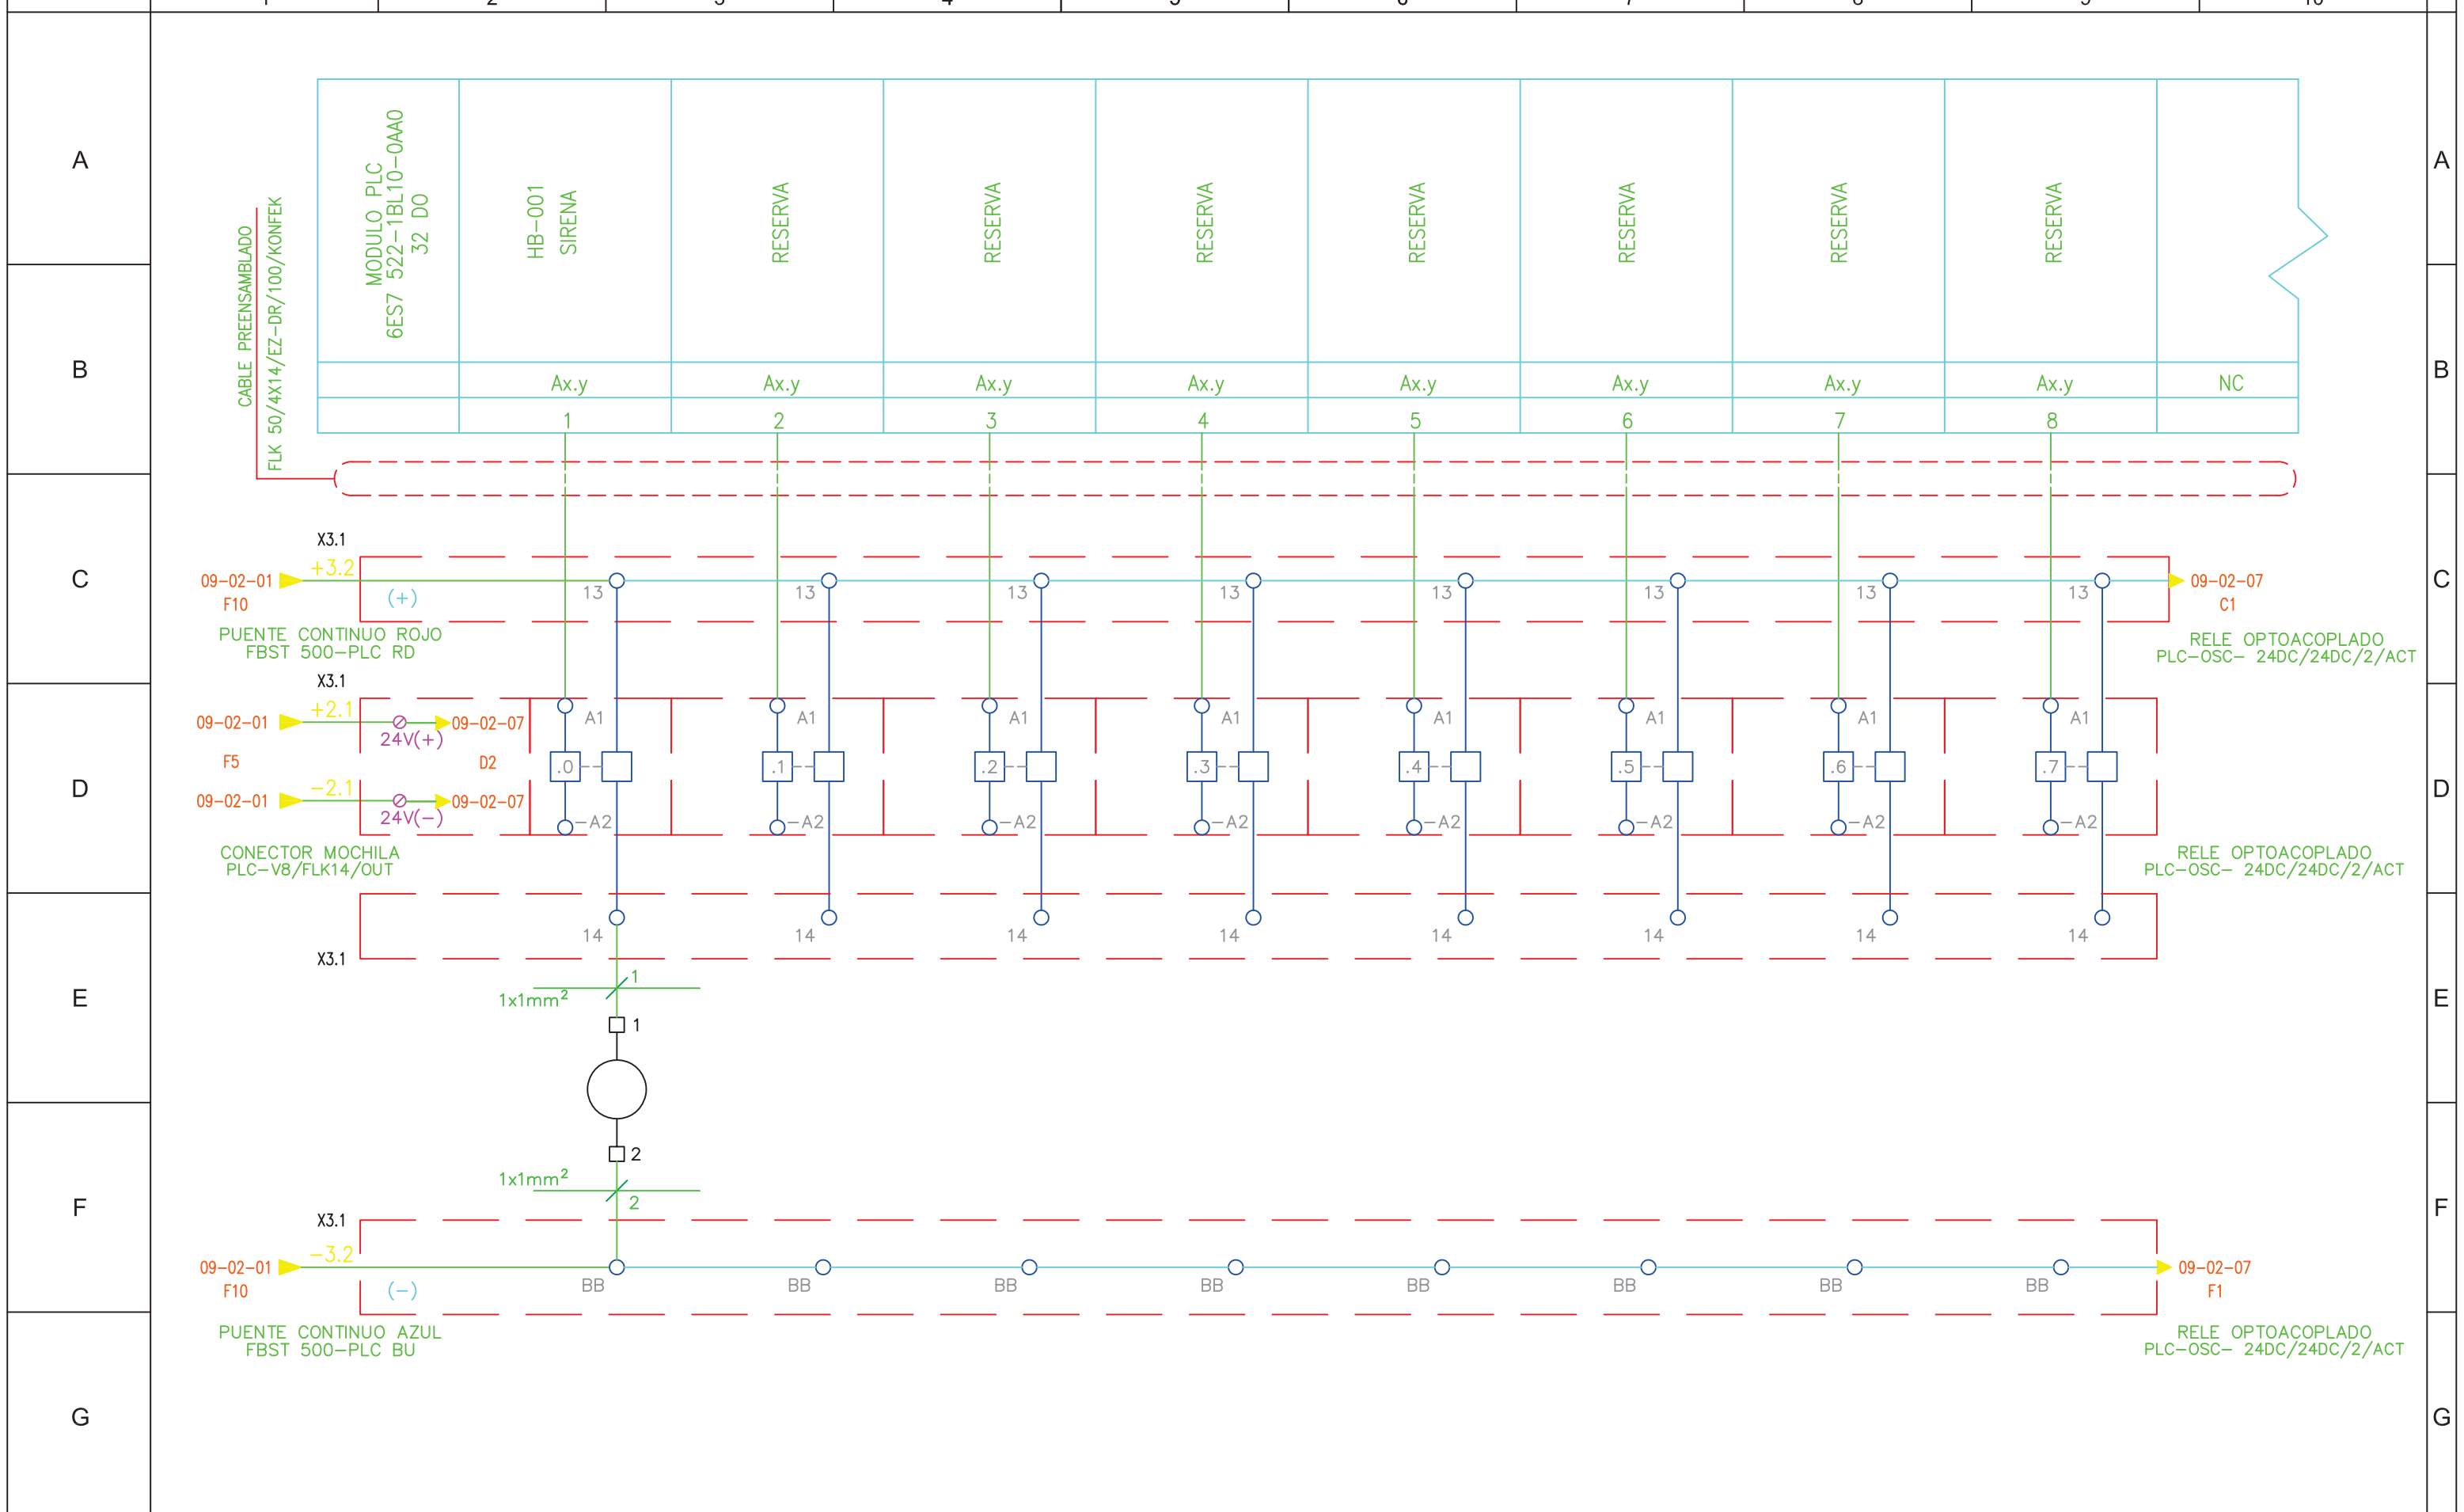 1 2 3 4 5 6 7 8 9 10
A
A
MODULO PLC
6ES7 522-1BL10-0AA0
32 DO
HB-001
SIRENA
RESERVA
RESERVA
RESERVA
RESERVA
RESERVA
RESERVA
RESERVA
CABLE PREENSAMBLADO
FLK 50/4X14/EZ-DR/100/KONFEK
B
B
Ax.y Ax.y Ax.y Ax.y Ax.y Ax.y Ax.y Ax.y NC
1 2 3 4 5 6 7 8
C
C
X3.1
+3.2
09-02-01
F10
(+)
13 13 13 13 13 13 13 13
09-02-07
C1
PUENTE CONTINUO ROJO
FBST 500-PLC RD
RELE OPTOACOPLADO
PLC-OSC- 24DC/24DC/2/ACT
X3.1
+2.1
09-02-01
24V(+)
09-02-07
A1 A1 A1 A1 A1 A1 A1 A1
F5
D2
.0 .1 .2 .3 .4 .5 .6 .7
D
D
-2.1
09-02-01
24V(-)
09-02-07
-A2 -A2 -A2 -A2 -A2 -A2 -A2 -A2
CONECTOR MOCHILA
PLC-V8/FLK14/OUT
RELE OPTOACOPLADO
PLC-OSC- 24DC/24DC/2/ACT
14 14 14 14 14 14 14 14
X3.1
E
E
1
1x1mm²
1
2
1x1mm²
2
F
F
X3.1
-3.2
09-02-01
F10
(-)
BB BB BB BB BB BB BB BB
09-02-07
F1
PUENTE CONTINUO AZUL
FBST 500-PLC BU
RELE OPTOACOPLADO
PLC-OSC- 24DC/24DC/2/ACT
G
G